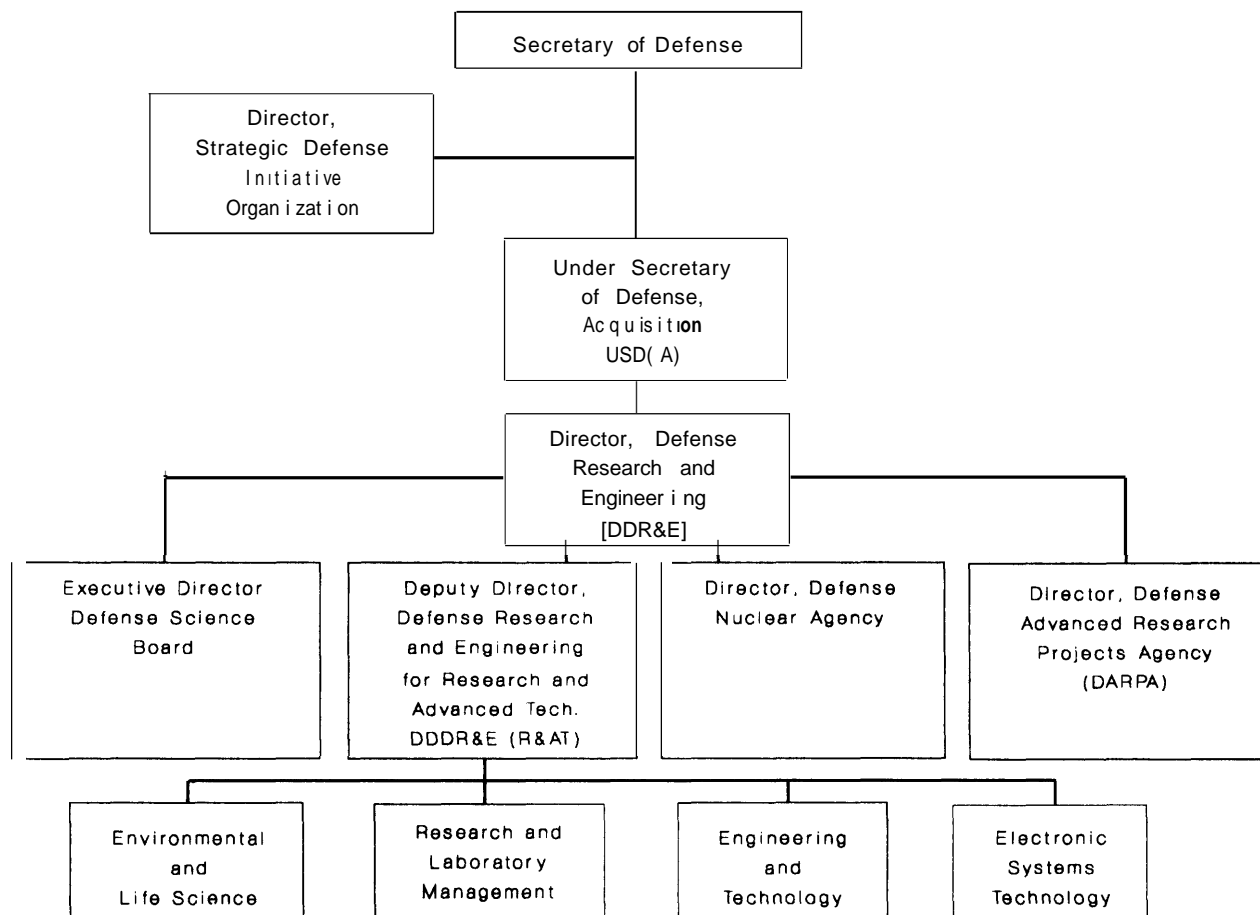 Secretary of Defense
Director,
Strategic Defense
Initiative
Organization
Under Secretary
of Defense,
Acquisition
USD(A)
Director, Defense
Research and
Engineering
[DDR&E]
Executive Director
Defense Science
Board
Deputy Director,
Defense Research
and Engineering
for Research and
Advanced Tech.
DDDR&E (R&AT)
Director, Defense
Nuclear Agency
Director, Defense
Advanced Research
Projects Agency
(DARPA)
Environmental
and
Life Science
Research and
Laboratory
Management
Engineering
and
Technology
Electronic
Systems
Technology